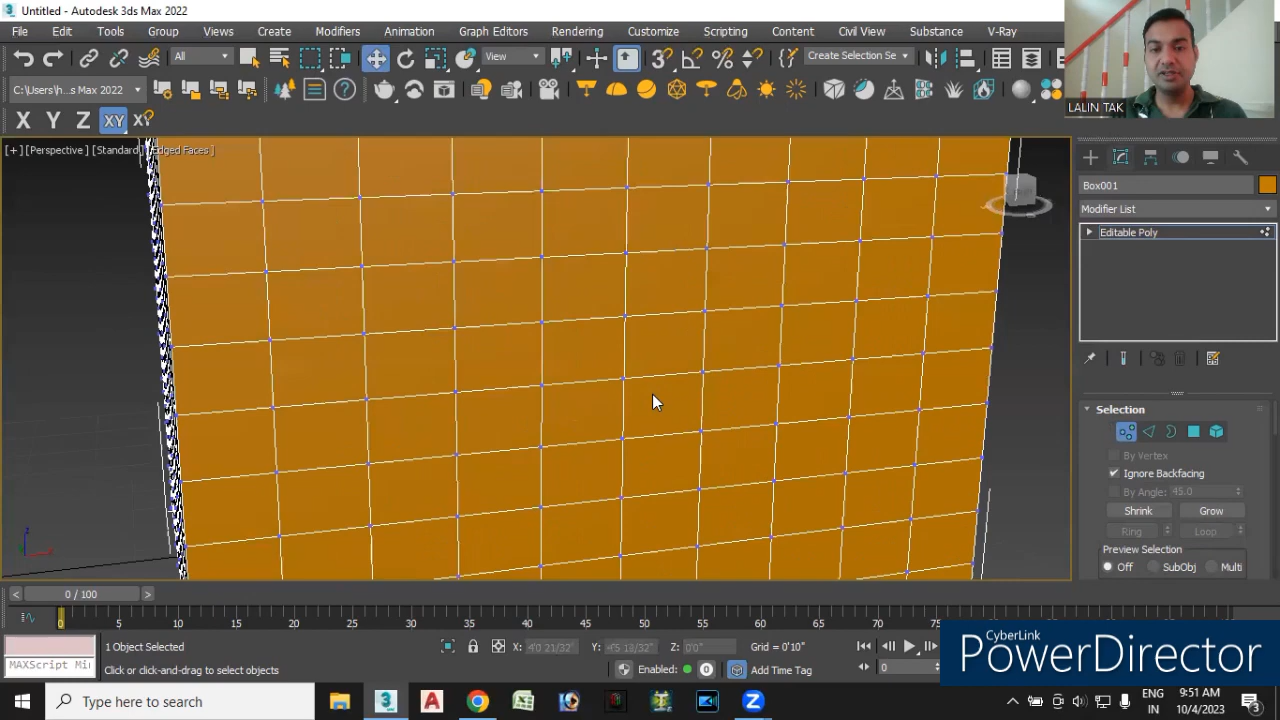 Untitled - Autodesk 3ds Max 2022
File Edit Tools Group Views Create Modifiers Animation Graph Editors Rendering Customize Scripting Content Civil View Substance V-Ray
All View Create Selection Se
C:\Users\h...s Max 2022
LALIN TAK
X Y Z XY
[+] [Perspective] [Standard] [Edged Faces]
Box001
Modifier List
Editable Poly
Selection
By Vertex
Ignore Backfacing
By Angle: 45.0
Shrink Grow
Ring Loop
Preview Selection
Off SubObj Multi
< 0 / 100 >
0 5 10 15 20 25 30 35 40 45 50 55 60 65 70 75
1 Object Selected X: 4'0 21/32" Y: 4'5 13/32" Z: 0'0" Grid = 0'10"
MAXScript Mi Click or click-and-drag to select objects Enabled: 0 Add Time Tag 0
CyberLink
PowerDirector
Type here to search
ENG 9:51 AM
IN 10/4/2023
3